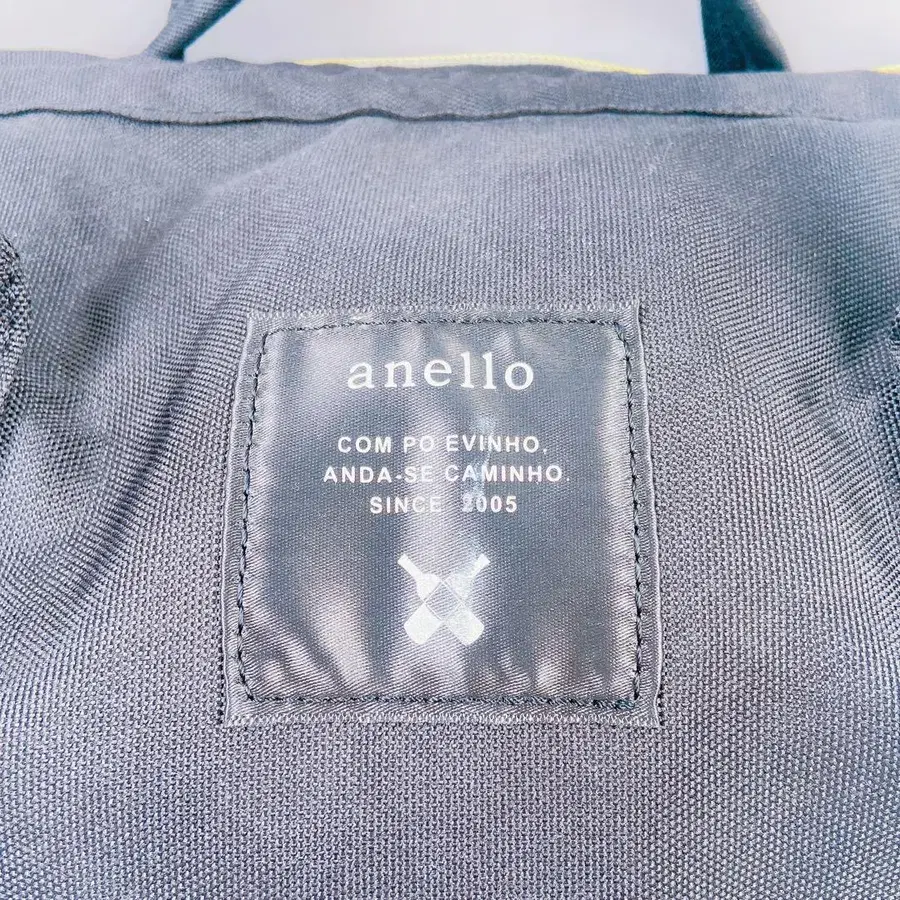 anello
COM PO EVINHO,
ANDA-SE CAMINHO.
SINCE 2005